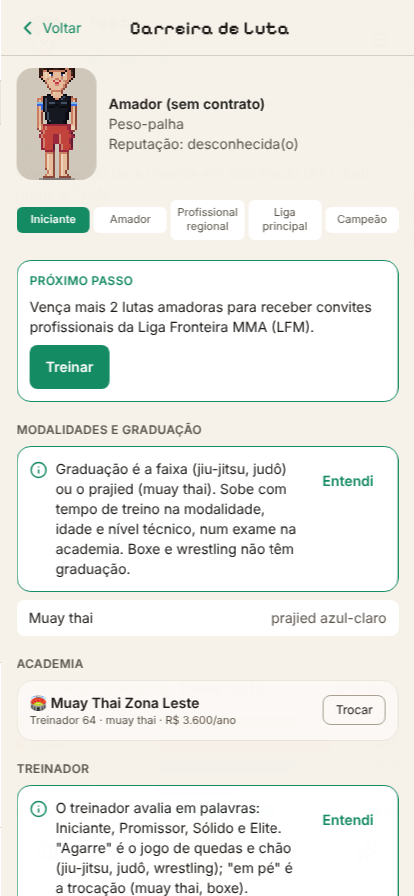 Voltar
Carreira de Luta
Amador (sem contrato)
Peso-palha
Reputação: desconhecida(o)
Iniciante
Amador
Profissional
regional
Liga
principal
Campeão
PRÓXIMO PASSO
Vença mais 2 lutas amadoras para receber convites
profissionais da Liga Fronteira MMA (LFM).
Treinar
MODALIDADES E GRADUAÇÃO
Graduação é a faixa (jiu-jitsu, judô)
ou o prajied (muay thai). Sobe com
tempo de treino na modalidade,
idade e nível técnico, num exame na
academia. Boxe e wrestling não têm
graduação.
Entendi
Muay thai
prajied azul-claro
ACADEMIA
Muay Thai Zona Leste
Treinador 64 · muay thai · R$ 3.600/ano
Trocar
TREINADOR
O treinador avalia em palavras:
Iniciante, Promissor, Sólido e Elite.
"Agarre" é o jogo de quedas e chão
(jiu-jitsu, judô, wrestling); "em pé" é
a trocação (muay thai, boxe).
Entendi